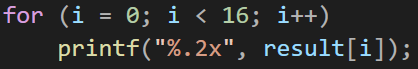 for (i = 0; i < 16; i++)
    printf("%.2x", result[i]);